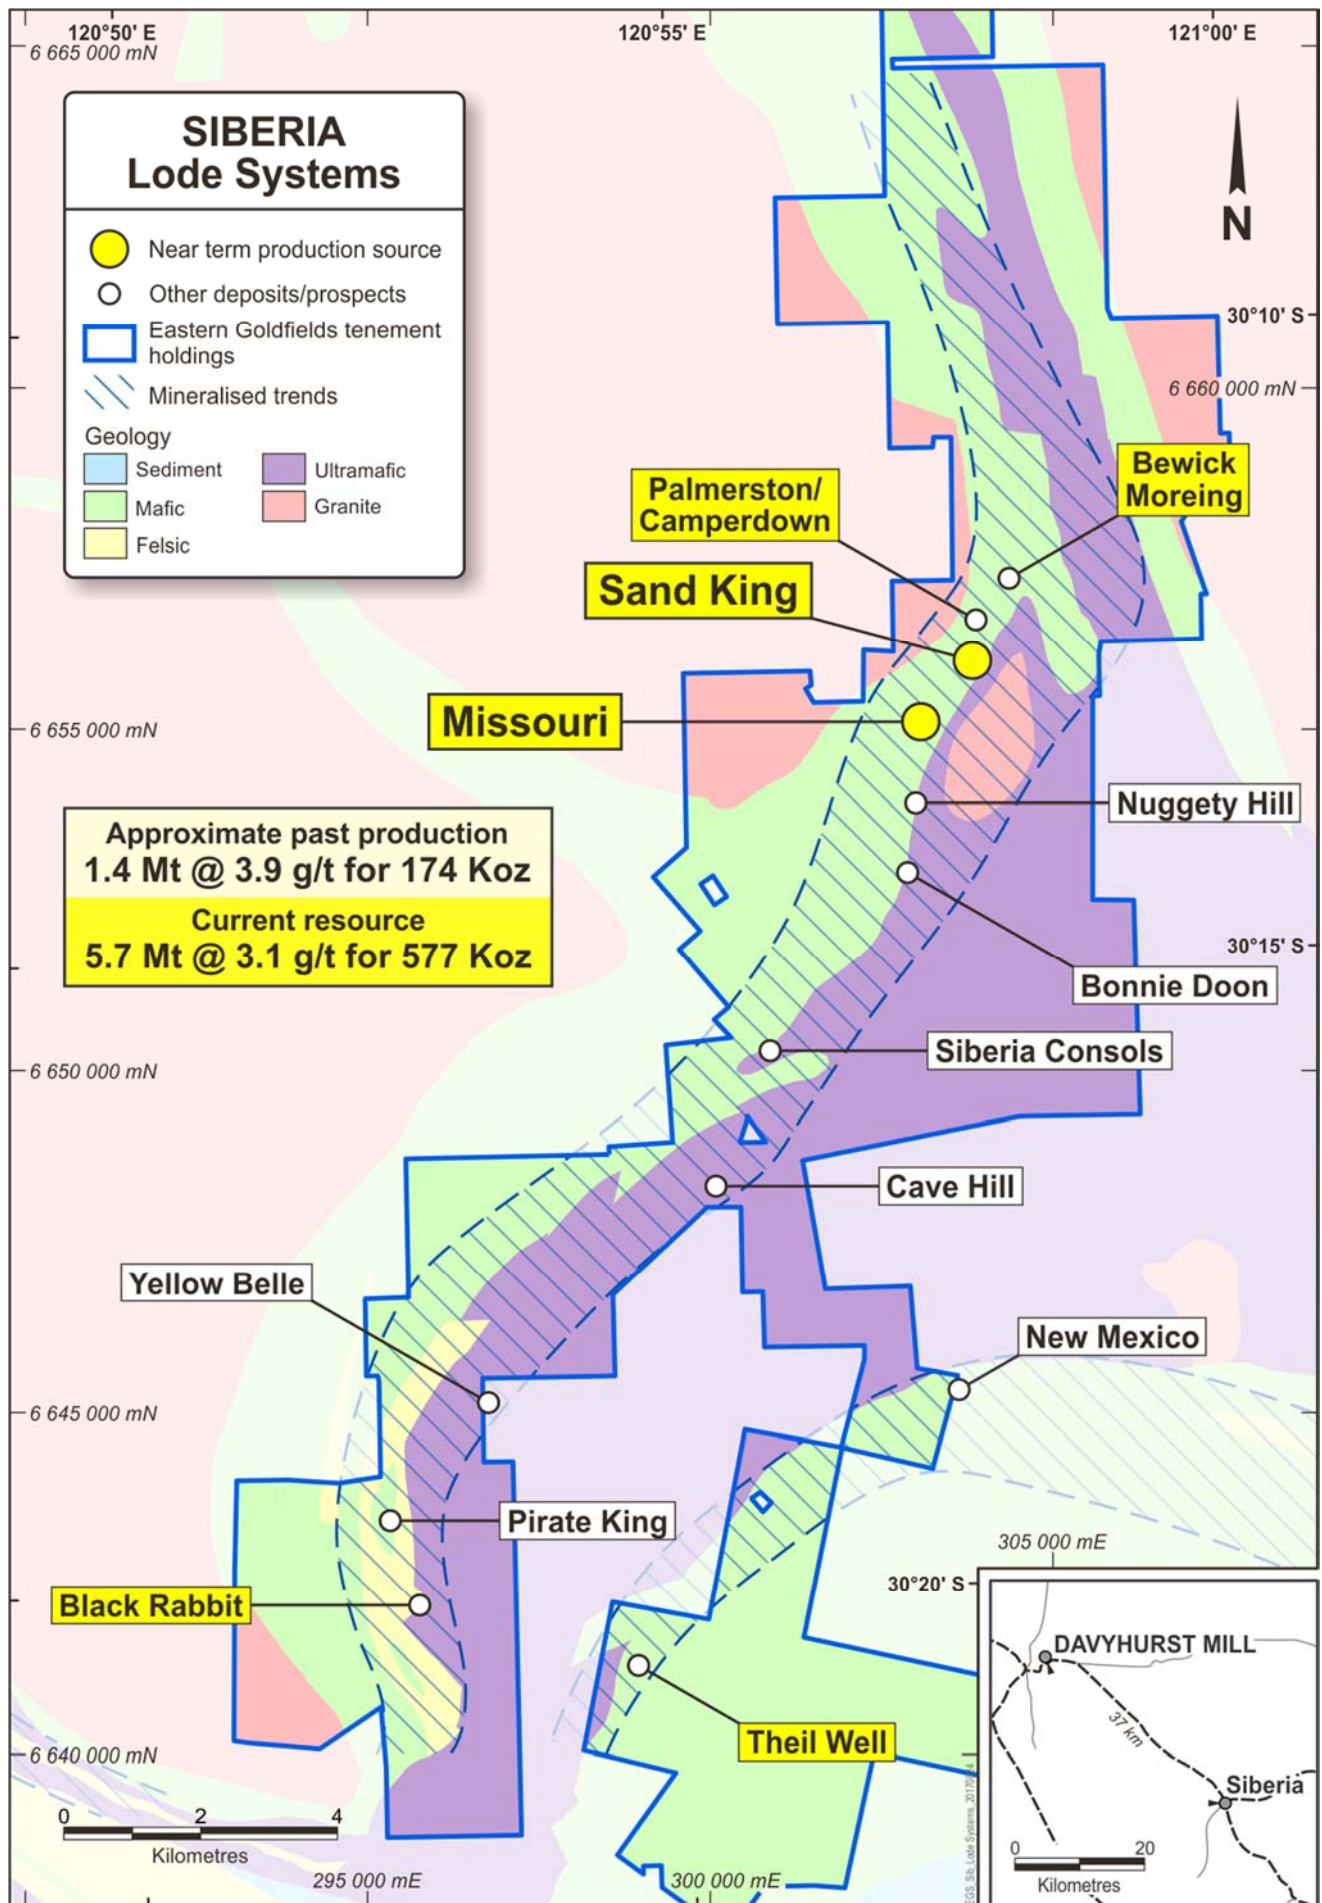 120°50' E
120°55' E
121°00' E
6 665 000 mN
SIBERIA
Lode Systems
Near term production source
Other deposits/prospects
Eastern Goldfields tenement
holdings
Mineralised trends
Geology
Sediment
Ultramafic
Mafic
Granite
Felsic
N
30°10' S
6 660 000 mN
Bewick
Moreing
Palmerston/
Camperdown
Sand King
Missouri
6 655 000 mN
Nuggety Hill
Approximate past production
1.4 Mt @ 3.9 g/t for 174 Koz
Current resource
5.7 Mt @ 3.1 g/t for 577 Koz
30°15' S
Bonnie Doon
Siberia Consols
6 650 000 mN
Cave Hill
Yellow Belle
New Mexico
6 645 000 mN
Pirate King
305 000 mE
30°20' S
Black Rabbit
DAVYHURST MILL
37 km
Theil Well
6 640 000 mN
Siberia
0 2 4
Kilometres
0 20
Kilometres
295 000 mE
300 000 mE